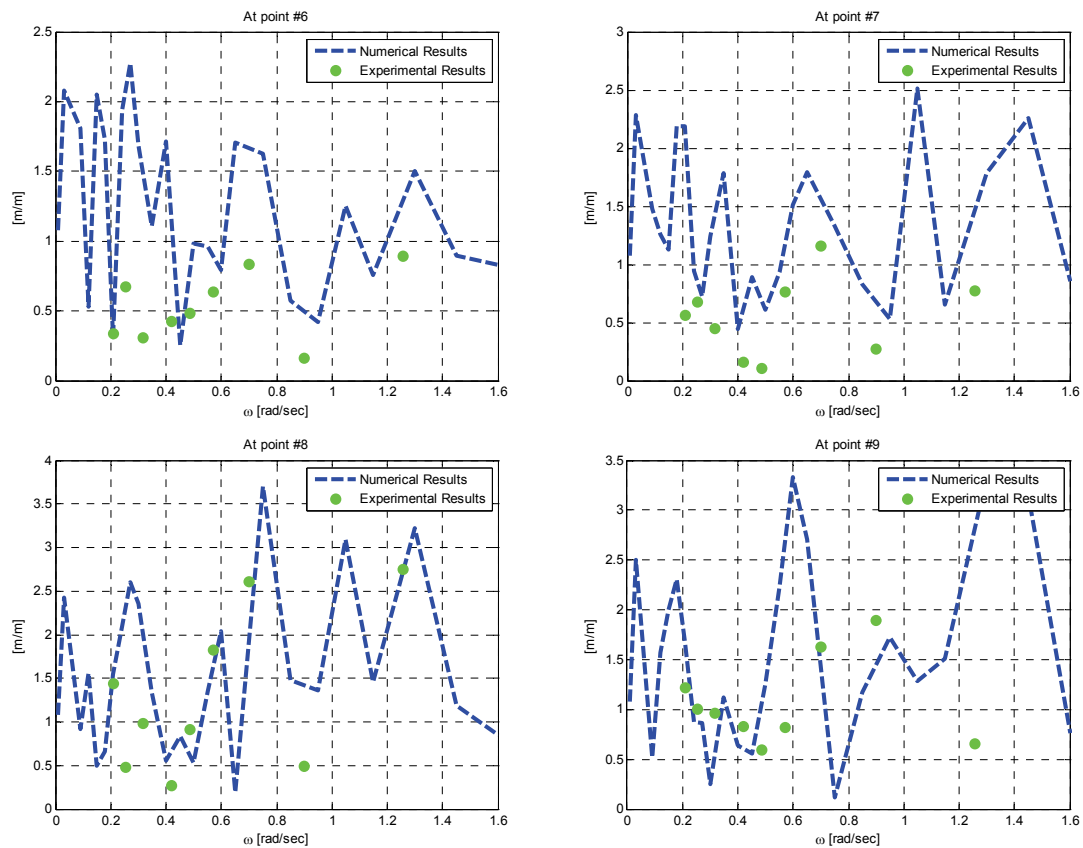 At point #6
2.5
2
1.5
1
0.5
0
[m/m]
0 0.2 0.4 0.6 0.8 1 1.2 1.4 1.6
ω [rad/sec]
Numerical Results
Experimental Results
At point #7
3
2.5
2
1.5
1
0.5
0
[m/m]
0 0.2 0.4 0.6 0.8 1 1.2 1.4 1.6
ω [rad/sec]
Numerical Results
Experimental Results
At point #8
4
3.5
3
2.5
2
1.5
1
0.5
0
[m/m]
0 0.2 0.4 0.6 0.8 1 1.2 1.4 1.6
ω [rad/sec]
Numerical Results
Experimental Results
At point #9
3.5
3
2.5
2
1.5
1
0.5
0
[m/m]
0 0.2 0.4 0.6 0.8 1 1.2 1.4 1.6
ω [rad/sec]
Numerical Results
Experimental Results